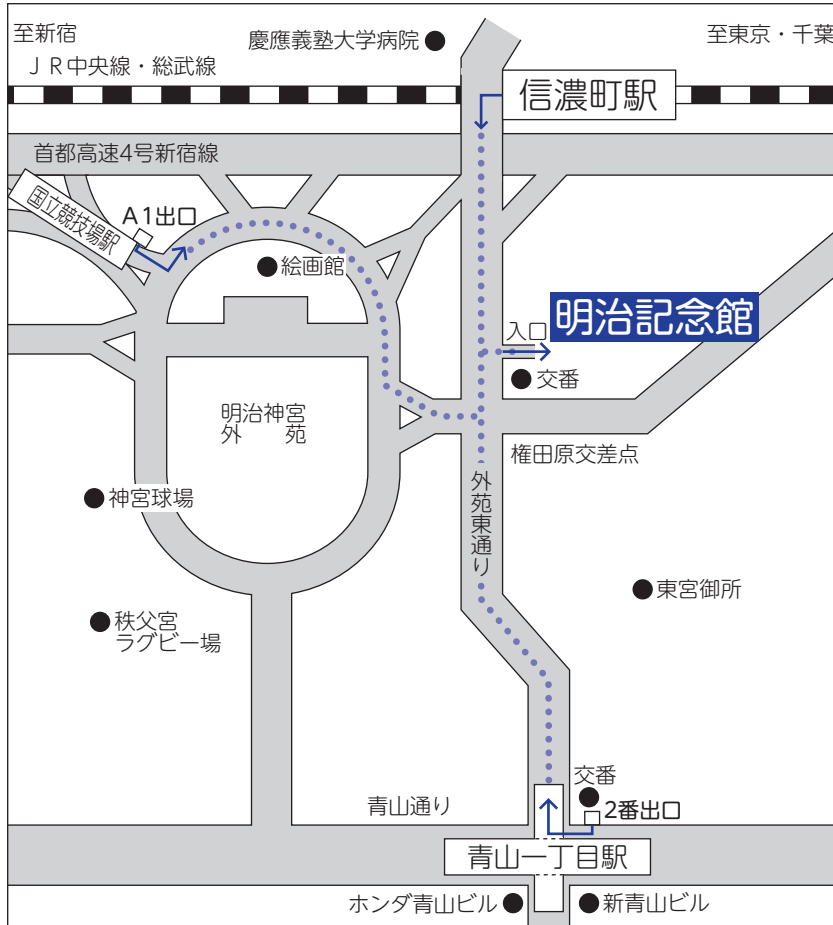 至新宿
慶應義塾大学病院
至東京・千葉
ＪＲ中央線・総武線
信濃町駅
首都高速4号新宿線
国立競技場駅
A1出口
絵画館
明治記念館
入口
交番
明治神宮
外　苑
権田原交差点
神宮球場
外苑東通り
東宮御所
秩父宮
ラグビー場
交番
青山通り
2番出口
青山一丁目駅
ホンダ青山ビル
新青山ビル